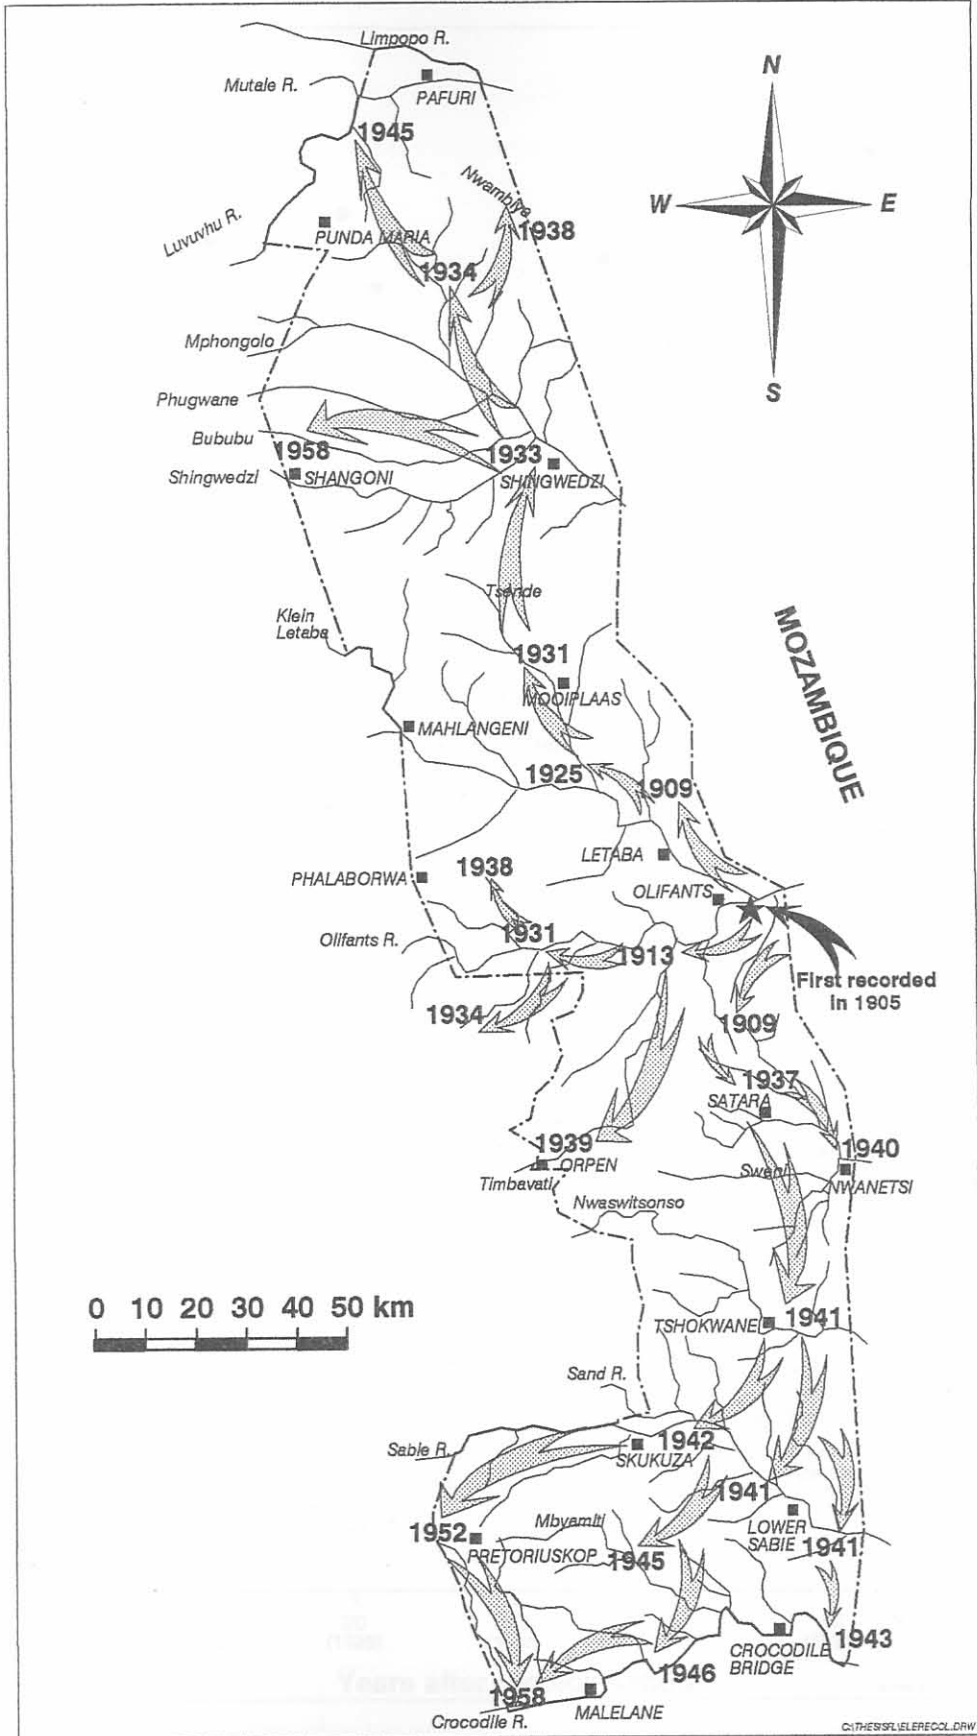 Limpopo R.
N
Mutale R.
PAFURI
1945
Nwambiya
W
E
Luvuvhu R.
PUNDA MARIA
1938
1934
Mphongolo
S
Phugwane
Bububu
1958
1933
Shingwedzi
SHANGONI
SHINGWEDZI
Tsende
Klein
Letaba
1931
MOZAMBIQUE
MOOIPLAAS
MAHLANGENI
1925
1909
LETABA
1938
PHALABORWA
OLIFANTS
1931
Olifants R.
1913
First recorded
in 1905
1934
1909
1937
SATARA
1939
1940
ORPEN
Timbavati
Sweni
NWANETSI
Nwaswitsonso
0 10 20 30 40 50 km
1941
TSHOKWANE
Sand R.
1942
Sabie R.
SKUKUZA
1941
1952
Mbyamiti
LOWER
SABIE
1941
PRETORIUSKOP
1945
1943
CROCODILE
BRIDGE
1946
1958
MALELANE
Crocodile R.
C:\THESIS\FL\ELERECOL.DRW